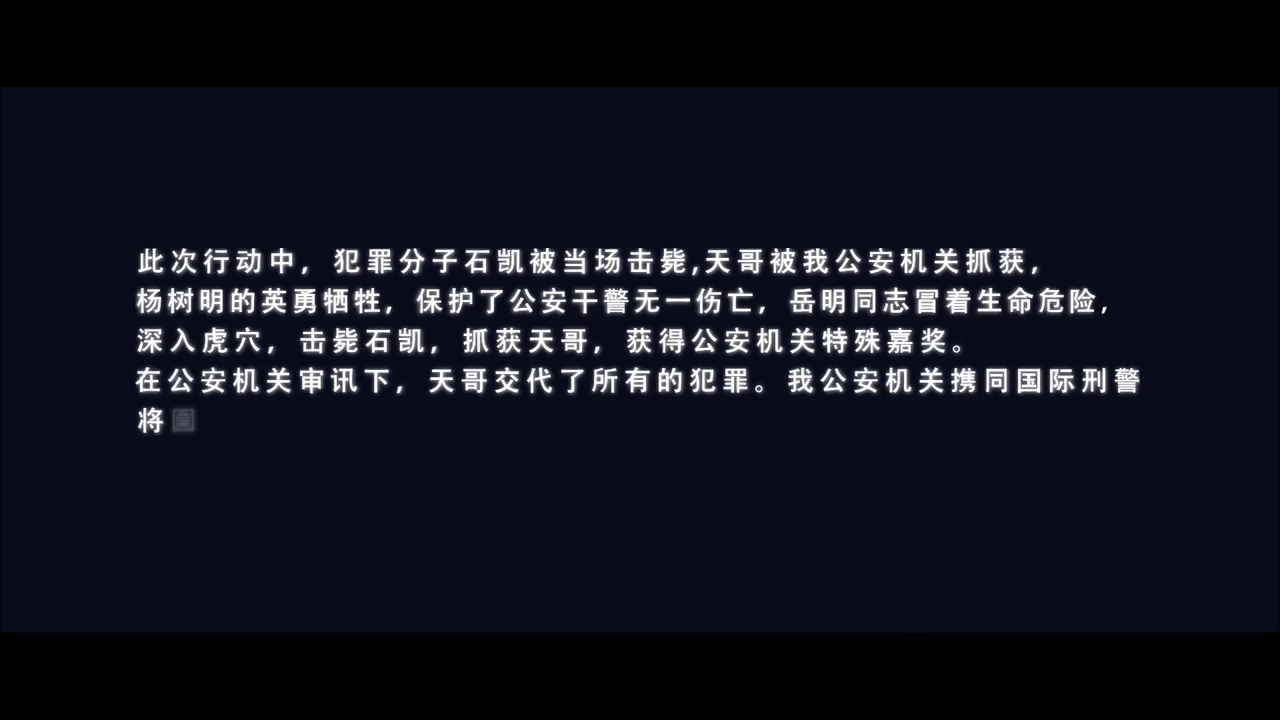 此次行动中，犯罪分子石凯被当场击毙,天哥被我公安机关抓获，
杨树明的英勇牺牲，保护了公安干警无一伤亡，岳明同志冒着生命危险，
深入虎穴，击毙石凯，抓获天哥，获得公安机关特殊嘉奖。
在公安机关审讯下，天哥交代了所有的犯罪。我公安机关携同国际刑警
将